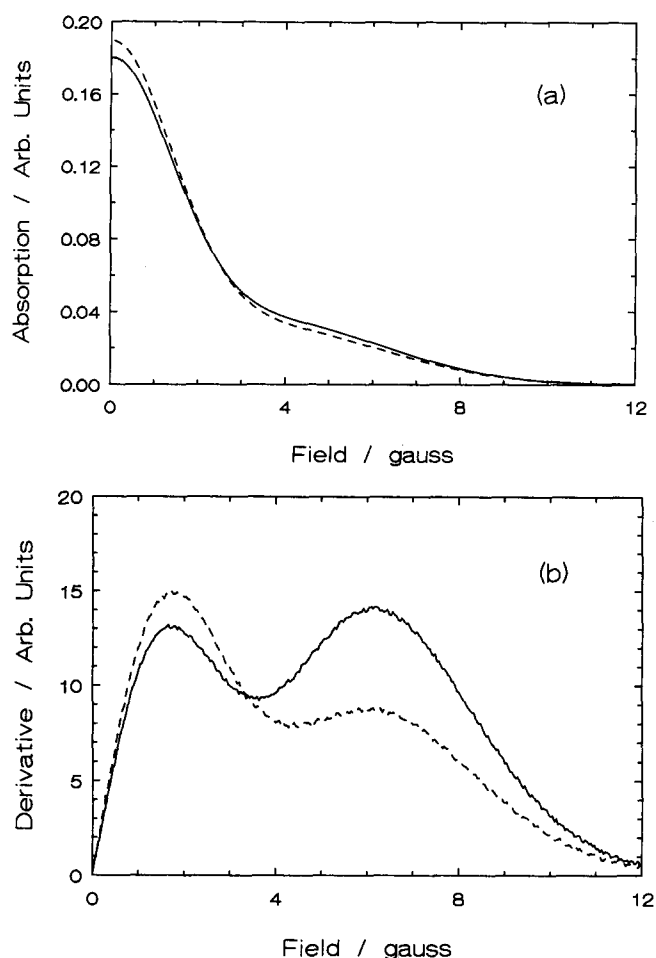 0.20
0.16
0.12
0.08
0.04
0.00
Absorption / Arb. Units
(a)
0 4 8 12
Field / gauss
20
15
10
5
0
Derivative / Arb. Units
(b)
0 4 8 12
Field / gauss